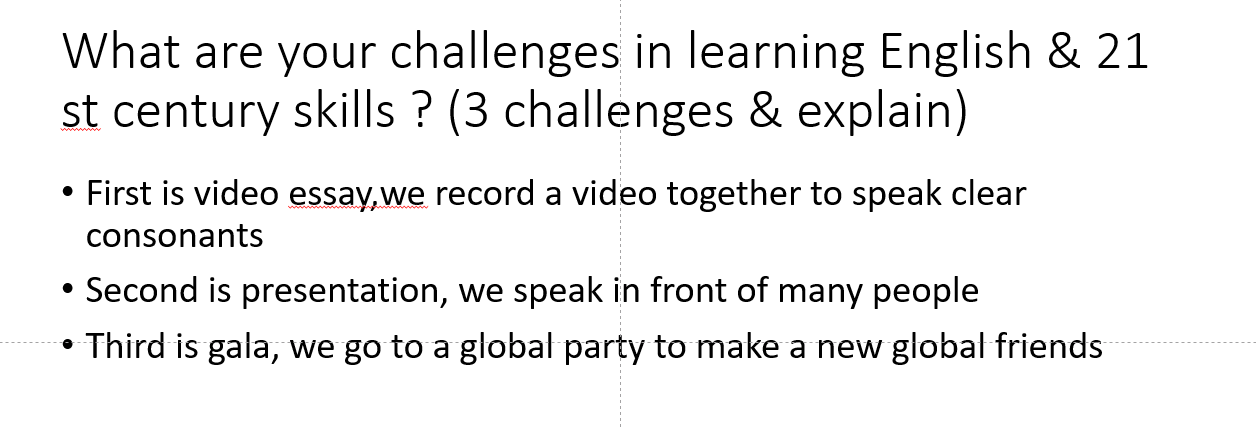 What are your challenges in learning English & 21
st century skills ? (3 challenges & explain)
• First is video essay,we record a video together to speak clear
consonants
• Second is presentation, we speak in front of many people
• Third is gala, we go to a global party to make a new global friends